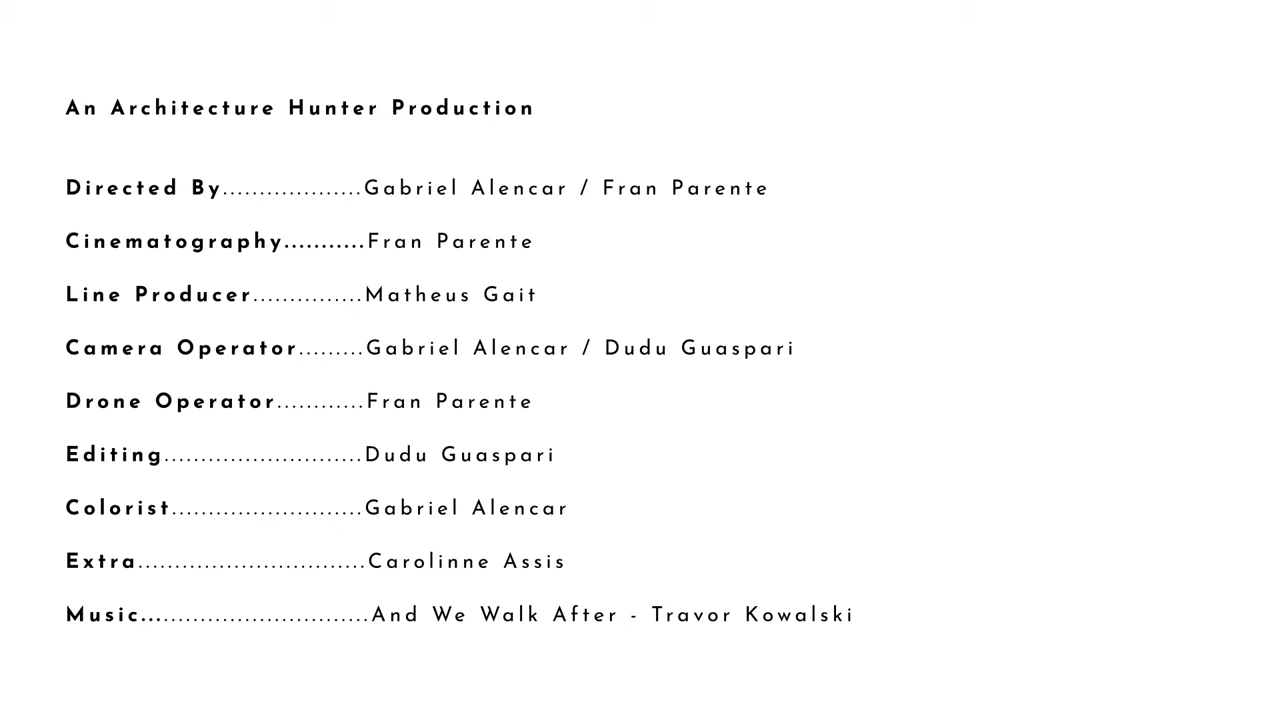 An Architecture Hunter Production
Directed By...................Gabriel Alencar / Fran Parente
Cinematography...........Fran Parente
Line Producer...............Matheus Gait
Camera Operator.........Gabriel Alencar / Dudu Guaspari
Drone Operator............Fran Parente
Editing...........................Dudu Guaspari
Colorist..........................Gabriel Alencar
Extra...............................Carolinne Assis
Music...............................And We Walk After - Travor Kowalski